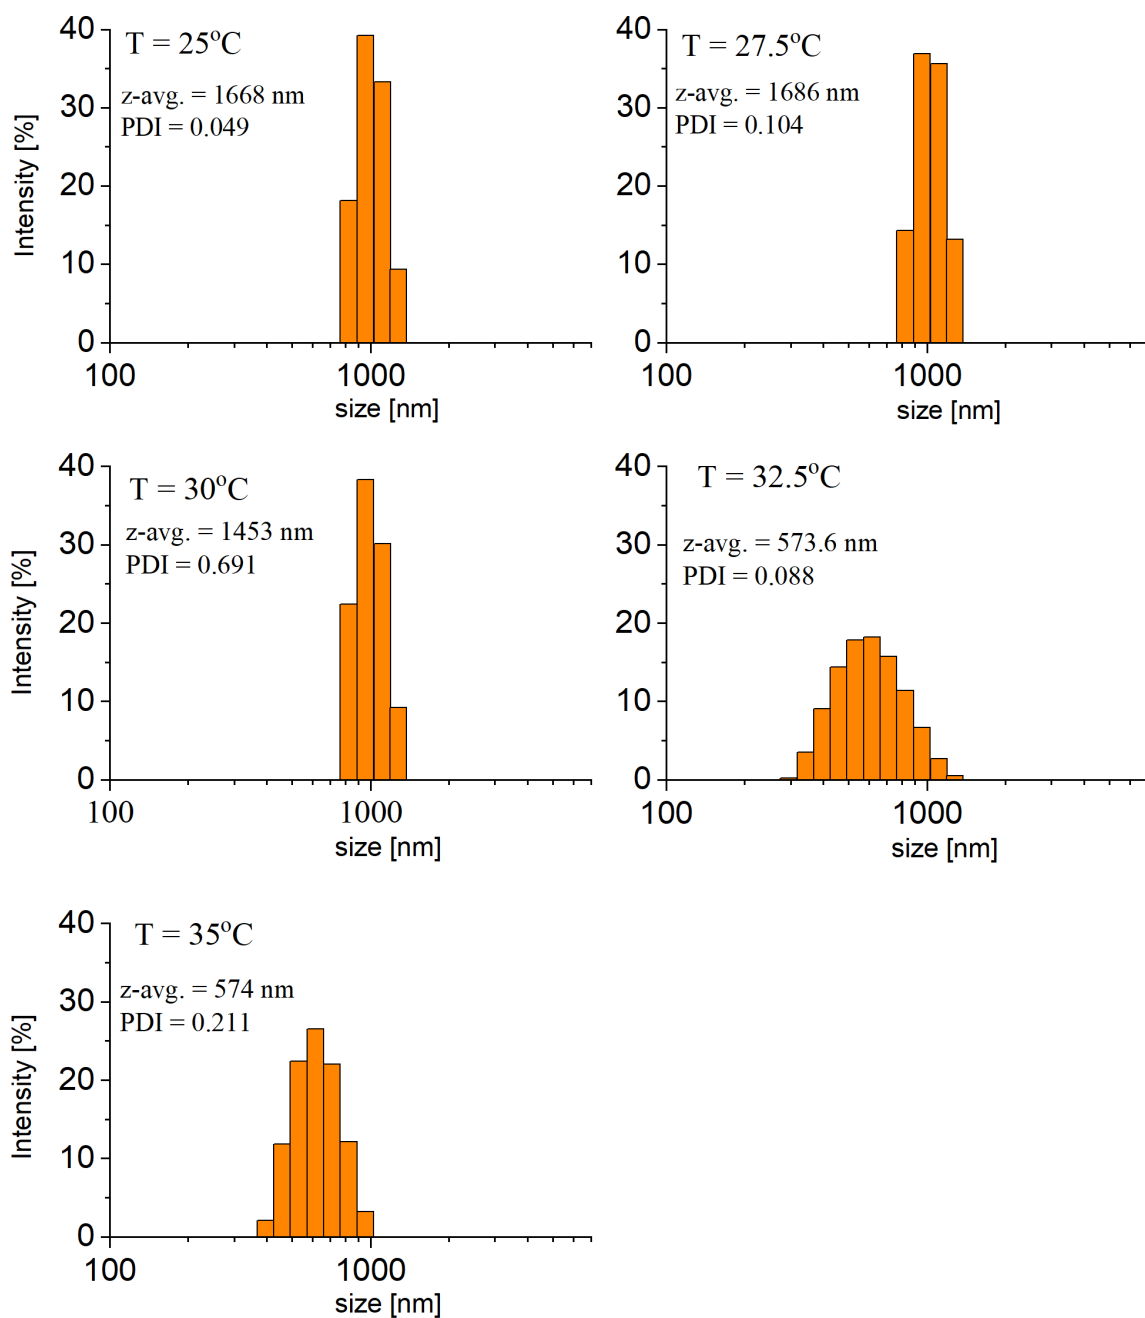 T = 25°C
z-avg. = 1668 nm
PDI = 0.049
Intensity [%]
40
30
20
10
0
100
1000
size [nm]
T = 27.5°C
z-avg. = 1686 nm
PDI = 0.104
40
30
20
10
0
100
1000
size [nm]
T = 30°C
z-avg. = 1453 nm
PDI = 0.691
Intensity [%]
40
30
20
10
0
100
1000
size [nm]
T = 32.5°C
z-avg. = 573.6 nm
PDI = 0.088
40
30
20
10
0
100
1000
size [nm]
T = 35°C
z-avg. = 574 nm
PDI = 0.211
Intensity [%]
40
30
20
10
0
100
1000
size [nm]